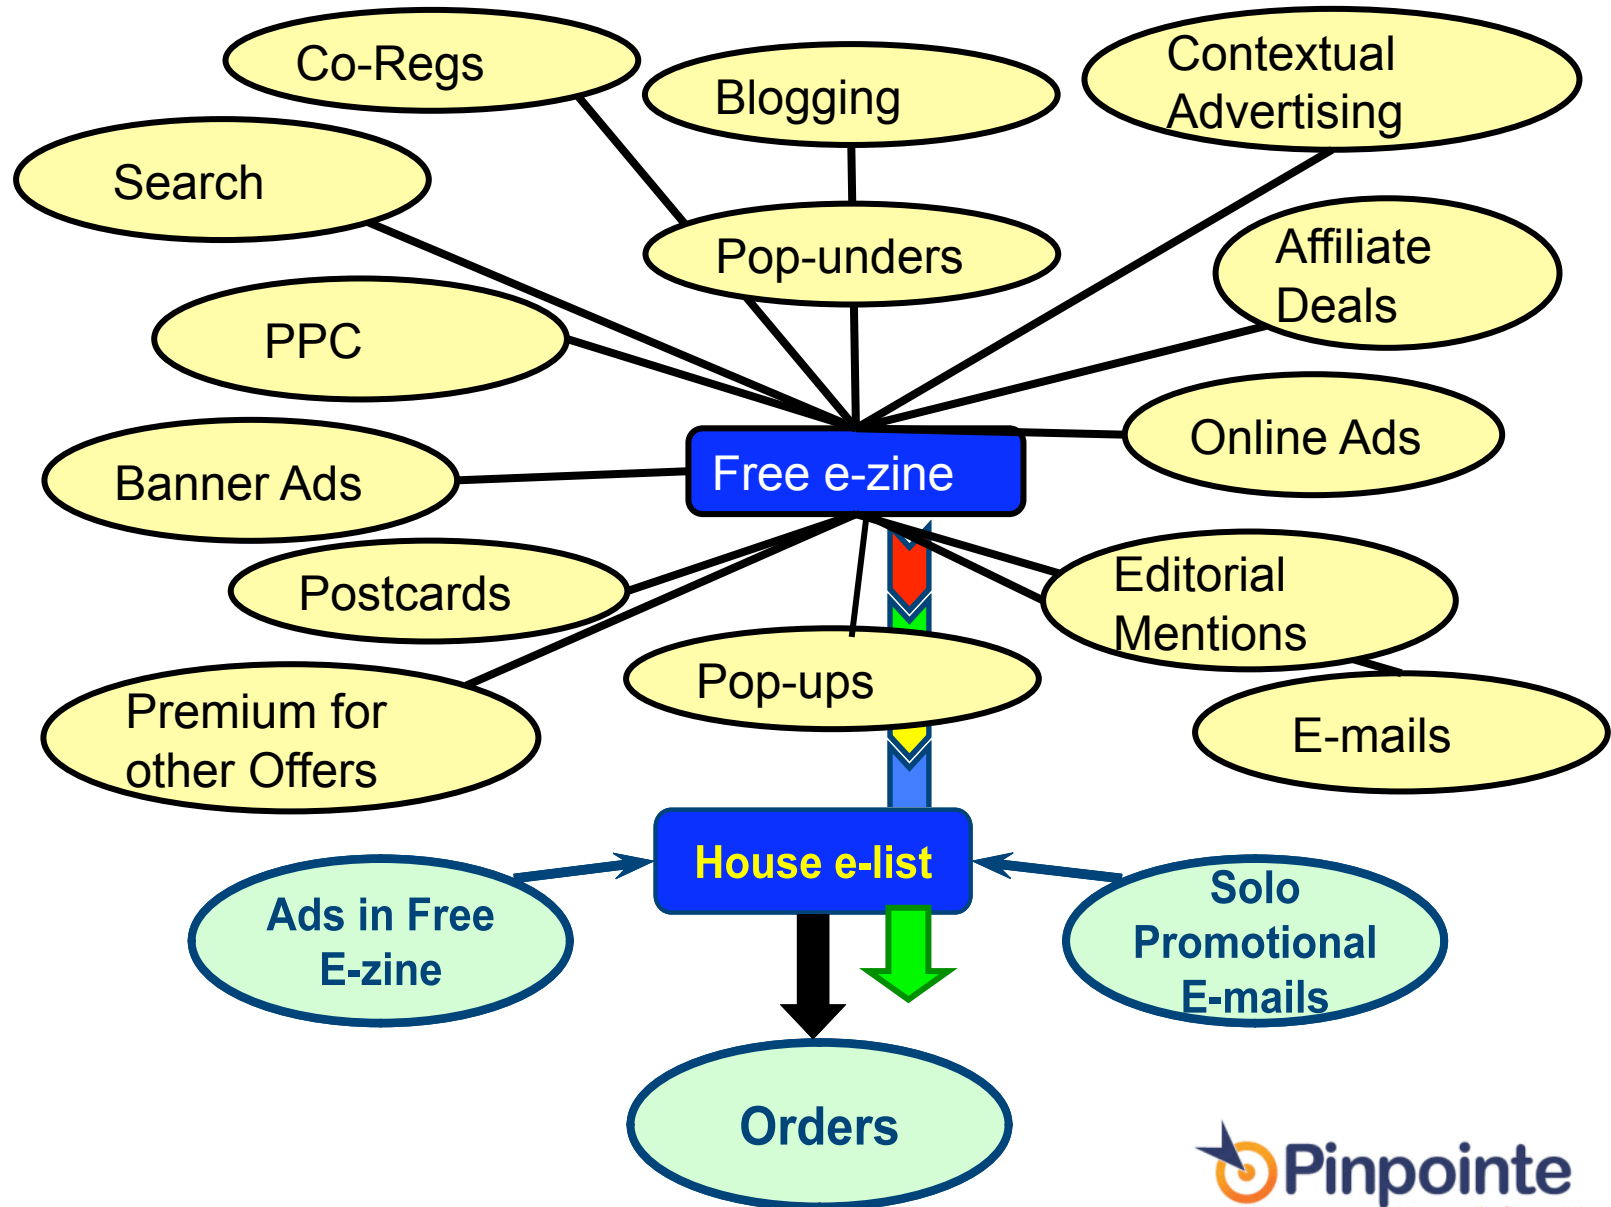 Co-Regs
Blogging
Contextual
Advertising
Search
Pop-unders
Affiliate
Deals
PPC
Online Ads
Free e-zine
Banner Ads
Postcards
Editorial
Mentions
Pop-ups
Premium for
other Offers
E-mails
House e-list
Ads in Free
E-zine
Solo
Promotional
E-mails
Orders
Pinpointe